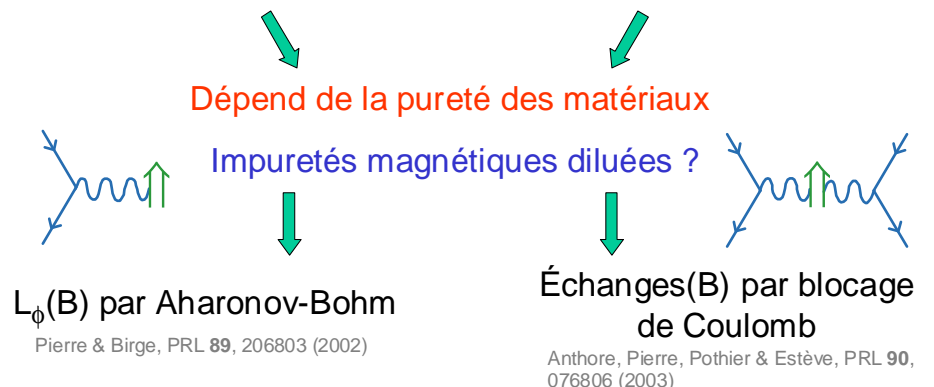 Dépend de la pureté des matériaux
Impuretés magnétiques diluées ?
Lϕ(B) par Aharonov-Bohm
Pierre & Birge, PRL 89, 206803 (2002)
Échanges(B) par blocage
de Coulomb
Anthore, Pierre, Pothier & Estève, PRL 90,
076806 (2003)